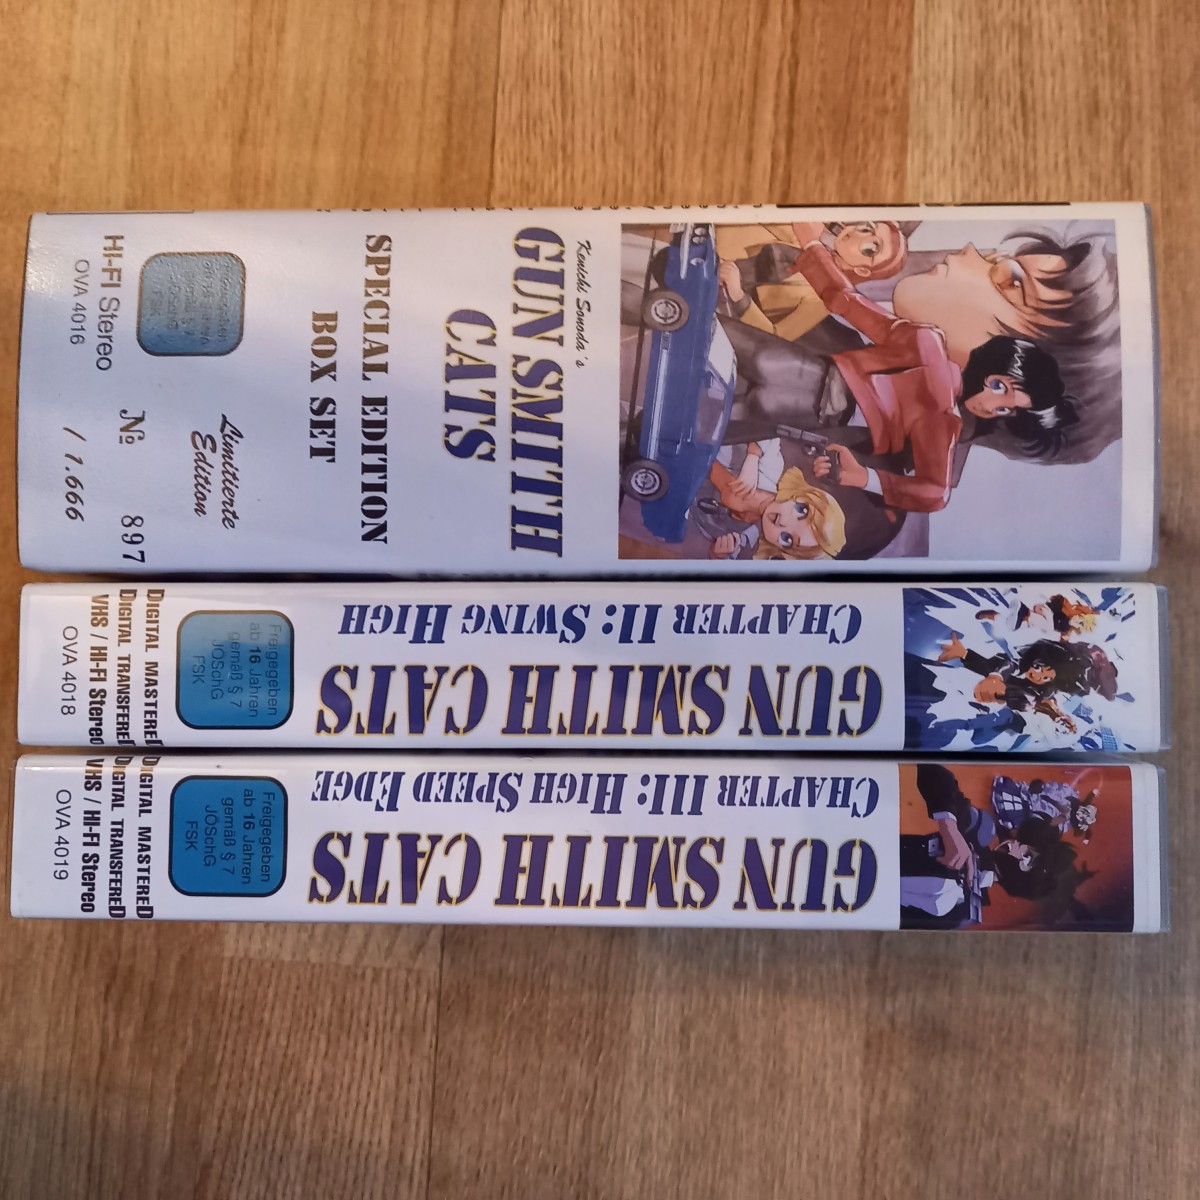 Kenichi Sonoda's
GUN SMITH
CATS
SPECIAL EDITION
BOX SET
Limitierte
Edition
HI-FI Stereo
OVA 4016
№ 897
/ 1.666
CHAPTER II: SWING HIGH
GUN SMITH CATS
Freigegeben
ab 16 Jahren
gemäß § 7
JÖSchG
FSK
DIGITAL MASTERED
DIGITAL TRANSFERED
VHS / HI-FI Stereo
OVA 4018
CHAPTER III: HIGH SPEED EDGE
GUN SMITH CATS
Freigegeben
ab 16 Jahren
gemäß § 7
JÖSchG
FSK
DIGITAL MASTERED
DIGITAL TRANSFERED
VHS / HI-FI Stereo
OVA 4019